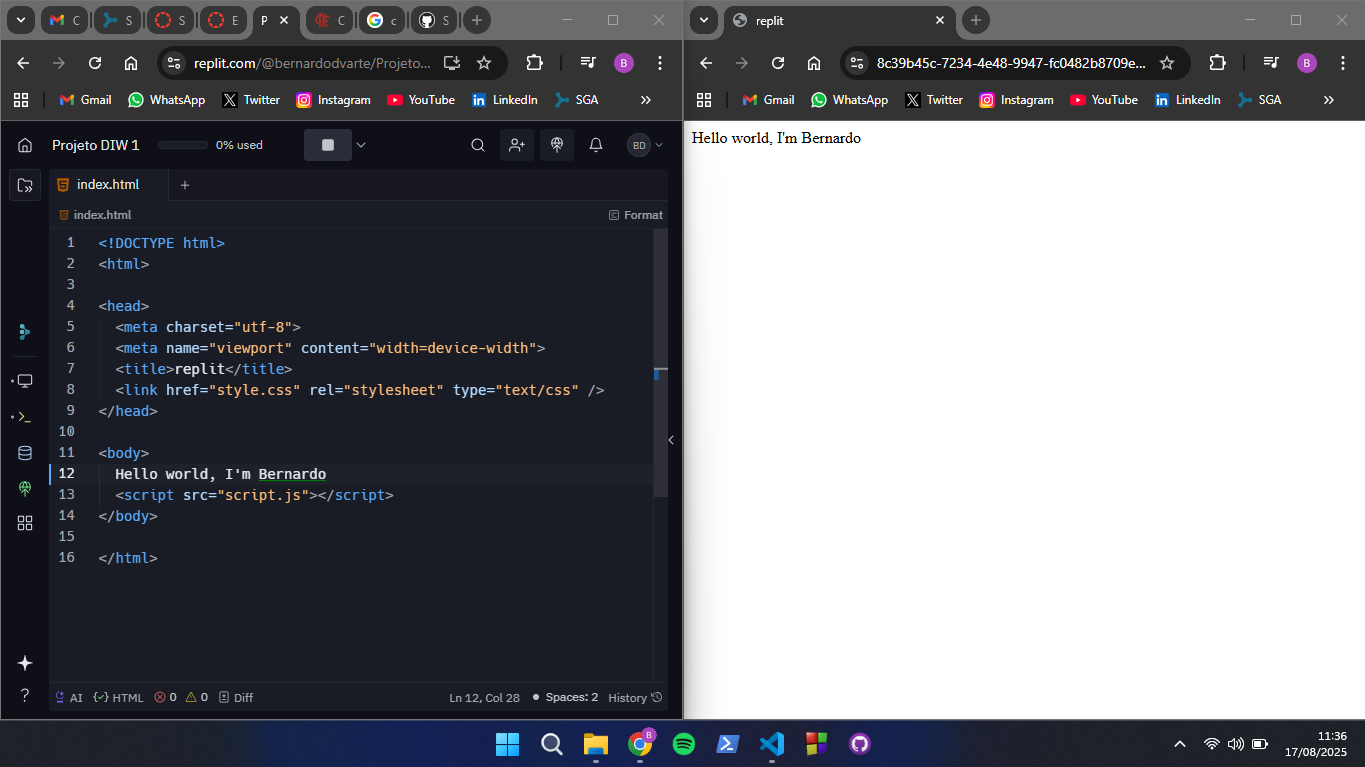 C
S
S
E
P
C
c
S
replit.com/@bernardodvarte/Projeto...
B
Gmail
WhatsApp
Twitter
Instagram
YouTube
LinkedIn
SGA
Projeto DIW 1
0% used
BD
index.html
index.html
Format
1 <!DOCTYPE html>
2 <html>
3
4 <head>
5 <meta charset="utf-8">
6 <meta name="viewport" content="width=device-width">
7 <title>replit</title>
8 <link href="style.css" rel="stylesheet" type="text/css" />
9 </head>
10
11 <body>
12 Hello world, I'm Bernardo
13 <script src="script.js"></script>
14 </body>
15
16 </html>
AI
HTML
0
0
Diff
Ln 12, Col 28
Spaces: 2
History
replit
8c39b45c-7234-4e48-9947-fc0482b8709e...
B
Gmail
WhatsApp
Twitter
Instagram
YouTube
LinkedIn
SGA
Hello world, I'm Bernardo
B
11:36
17/08/2025